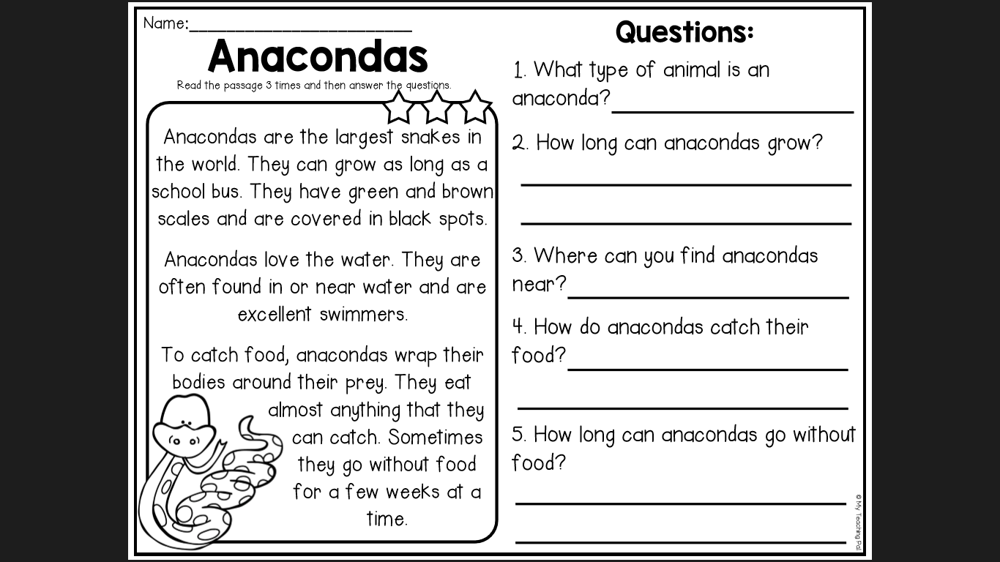 Name:________________________
Anacondas
Read the passage 3 times and then answer the questions.
Anacondas are the largest snakes in
the world. They can grow as long as a
school bus. They have green and brown
scales and are covered in black spots.
Anacondas love the water. They are
often found in or near water and are
excellent swimmers.
To catch food, anacondas wrap their
bodies around their prey. They eat
almost anything that they
can catch. Sometimes
they go without food
for a few weeks at a
time.
Questions:
1. What type of animal is an
anaconda?
2. How long can anacondas grow?
3. Where can you find anacondas
near?
4. How do anacondas catch their
food?
5. How long can anacondas go without
food?
© My Teaching Pal